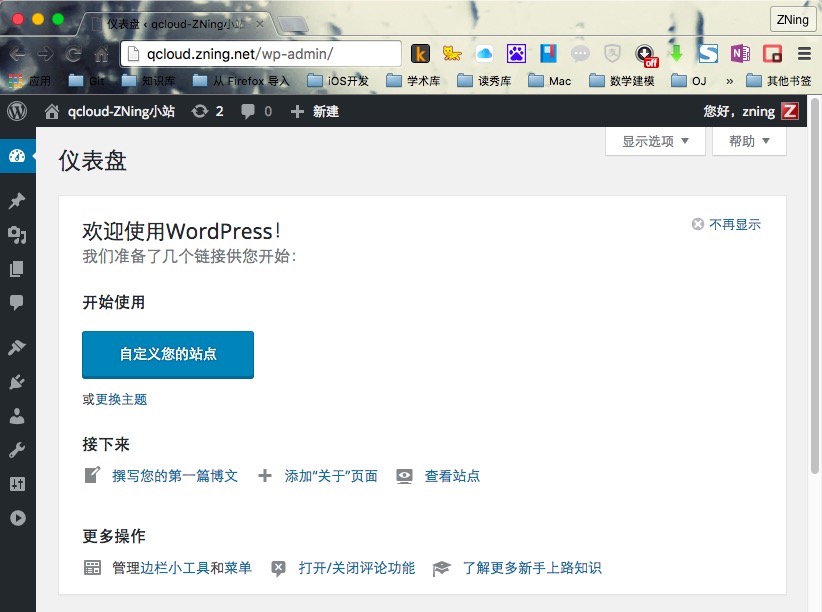 ZNing
仪表盘 ‹ qcloud-ZNing小站
qcloud.zning.net/wp-admin/
应用 Git 知识库 从 Firefox 导入 iOS开发 学术库 读秀库 Mac 数学建模 OJ » 其他书签
qcloud-ZNing小站 2 0 新建 您好，zning
显示选项 帮助
仪表盘
欢迎使用WordPress！
不再显示
我们准备了几个链接供您开始：
开始使用
自定义您的站点
或更换主题
接下来
撰写您的第一篇博文 添加“关于”页面 查看站点
更多操作
管理边栏小工具和菜单 打开/关闭评论功能 了解更多新手上路知识